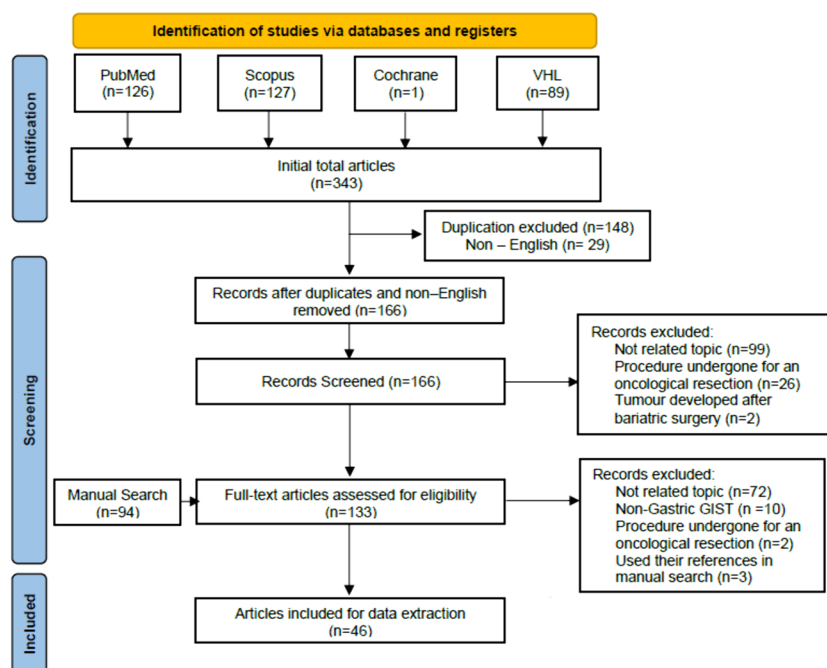 Identification of studies via databases and registers
Identification
PubMed
(n=126)
Scopus
(n=127)
Cochrane
(n=1)
VHL
(n=89)
Initial total articles
(n=343)
Duplication excluded (n=148)
Non – English (n= 29)
Screening
Records after duplicates and non–English
removed (n=166)
Records Screened (n=166)
Records excluded:
Not related topic (n=99)
Procedure undergone for an
oncological resection (n=26)
Tumour developed after
bariatric surgery (n=2)
Manual Search
(n=94)
Full-text articles assessed for eligibility
(n=133)
Records excluded:
Not related topic (n=72)
Non-Gastric GIST (n =10)
Procedure undergone for an
oncological resection (n=2)
Used their references in
manual search (n=3)
Included
Articles included for data extraction
(n=46)